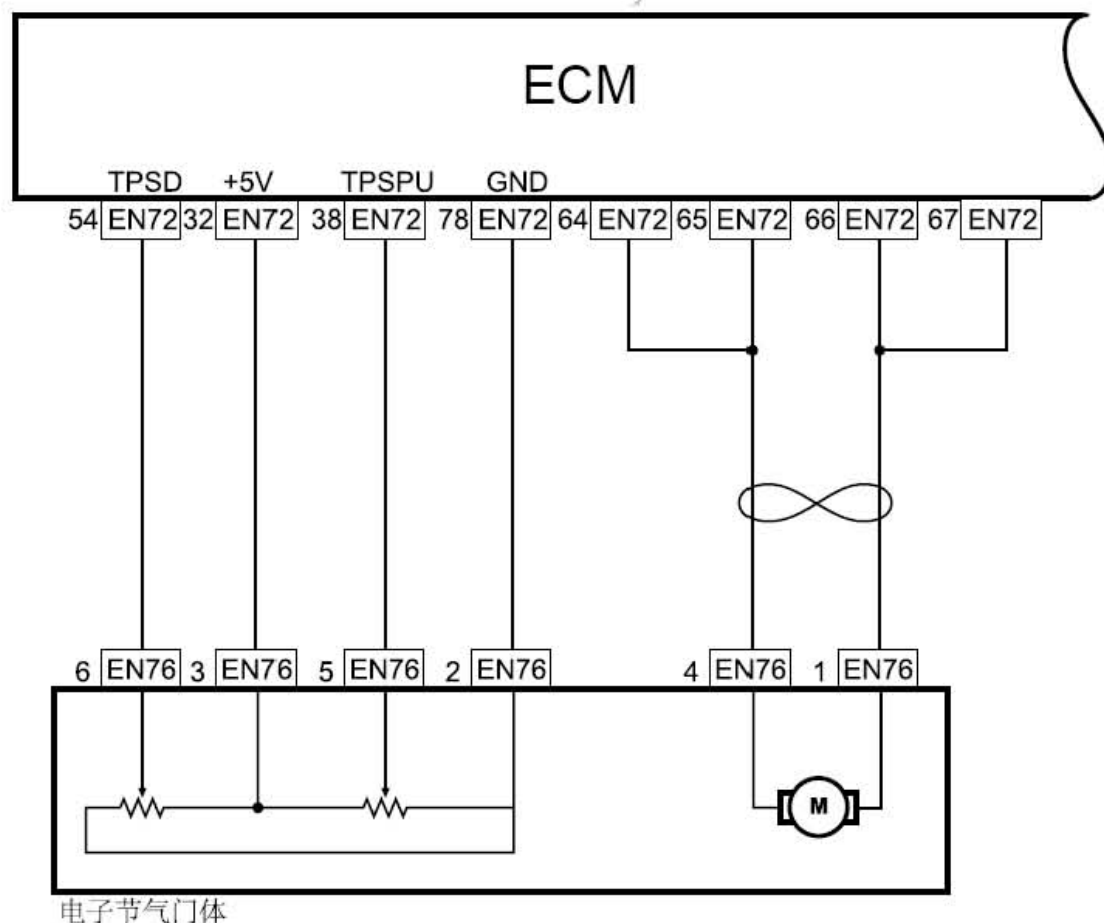 ECM
TPSD +5V TPSPU GND
54 EN72 32 EN72 38 EN72 78 EN72 64 EN72 65 EN72 66 EN72 67 EN72
6 EN76 3 EN76 5 EN76 2 EN76 4 EN76 1 EN76
M
电子节气门体